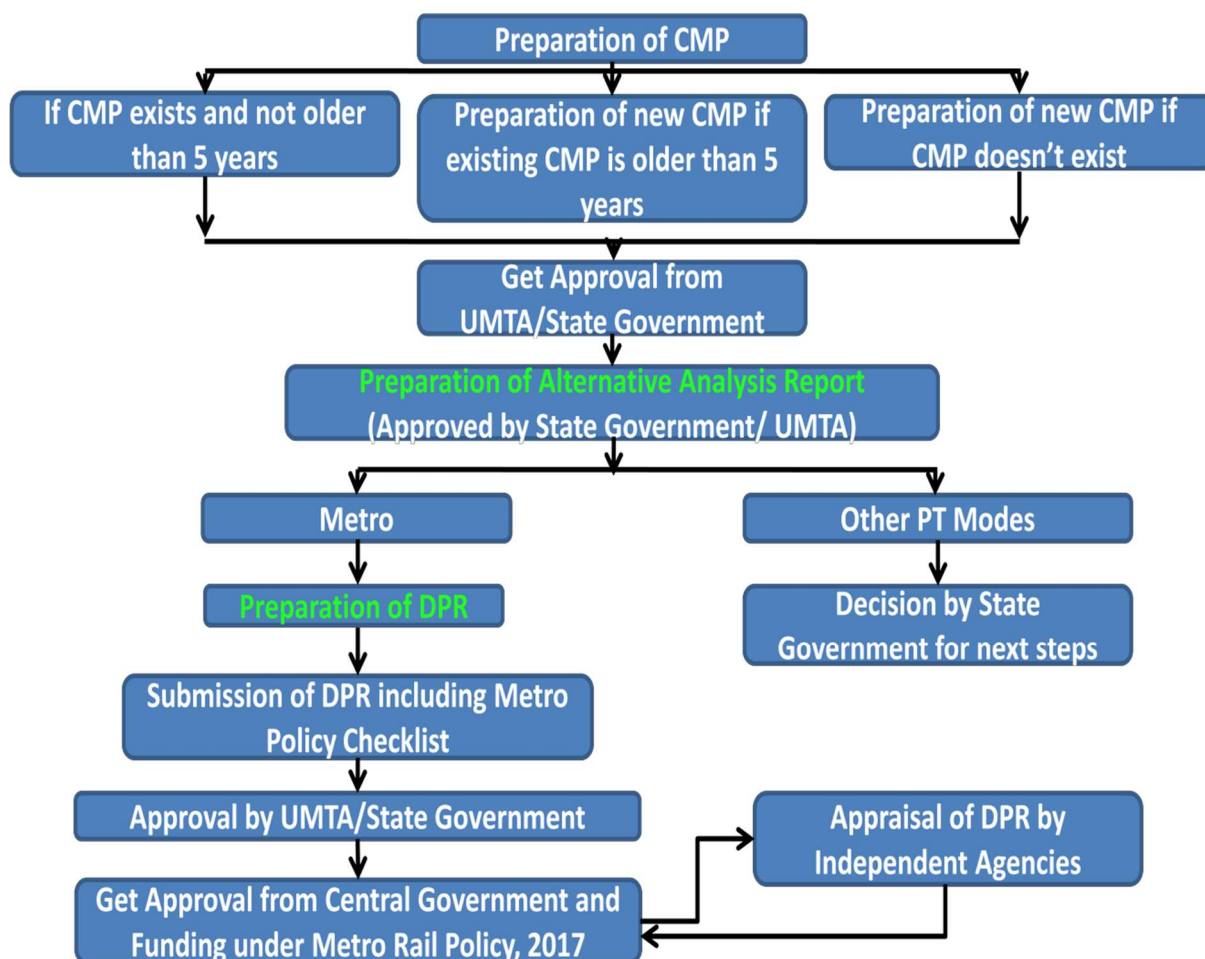 Preparation of CMP
If CMP exists and not older
than 5 years
Preparation of new CMP if
existing CMP is older than 5
years
Preparation of new CMP if
CMP doesn’t exist
Get Approval from
UMTA/State Government
Preparation of Alternative Analysis Report
(Approved by State Government/ UMTA)
Metro
Other PT Modes
Preparation of DPR
Decision by State
Government for next steps
Submission of DPR including Metro
Policy Checklist
Approval by UMTA/State Government
Appraisal of DPR by
Independent Agencies
Get Approval from Central Government and
Funding under Metro Rail Policy, 2017